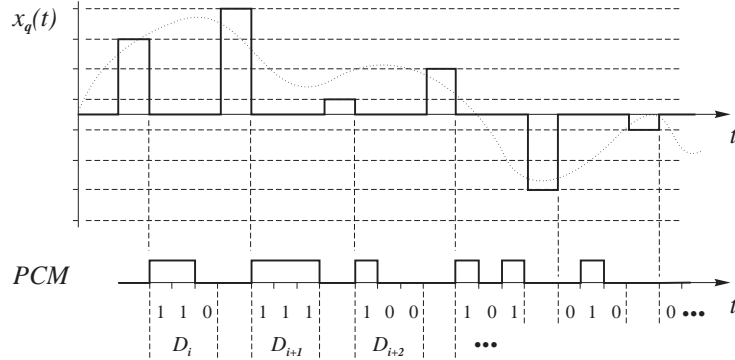 x_q(t)
t
PCM
t
1 1 0 1 1 1 1 0 0 1 0 1 0 1 0 0 •••
D_i D_{i+1} D_{i+2} •••